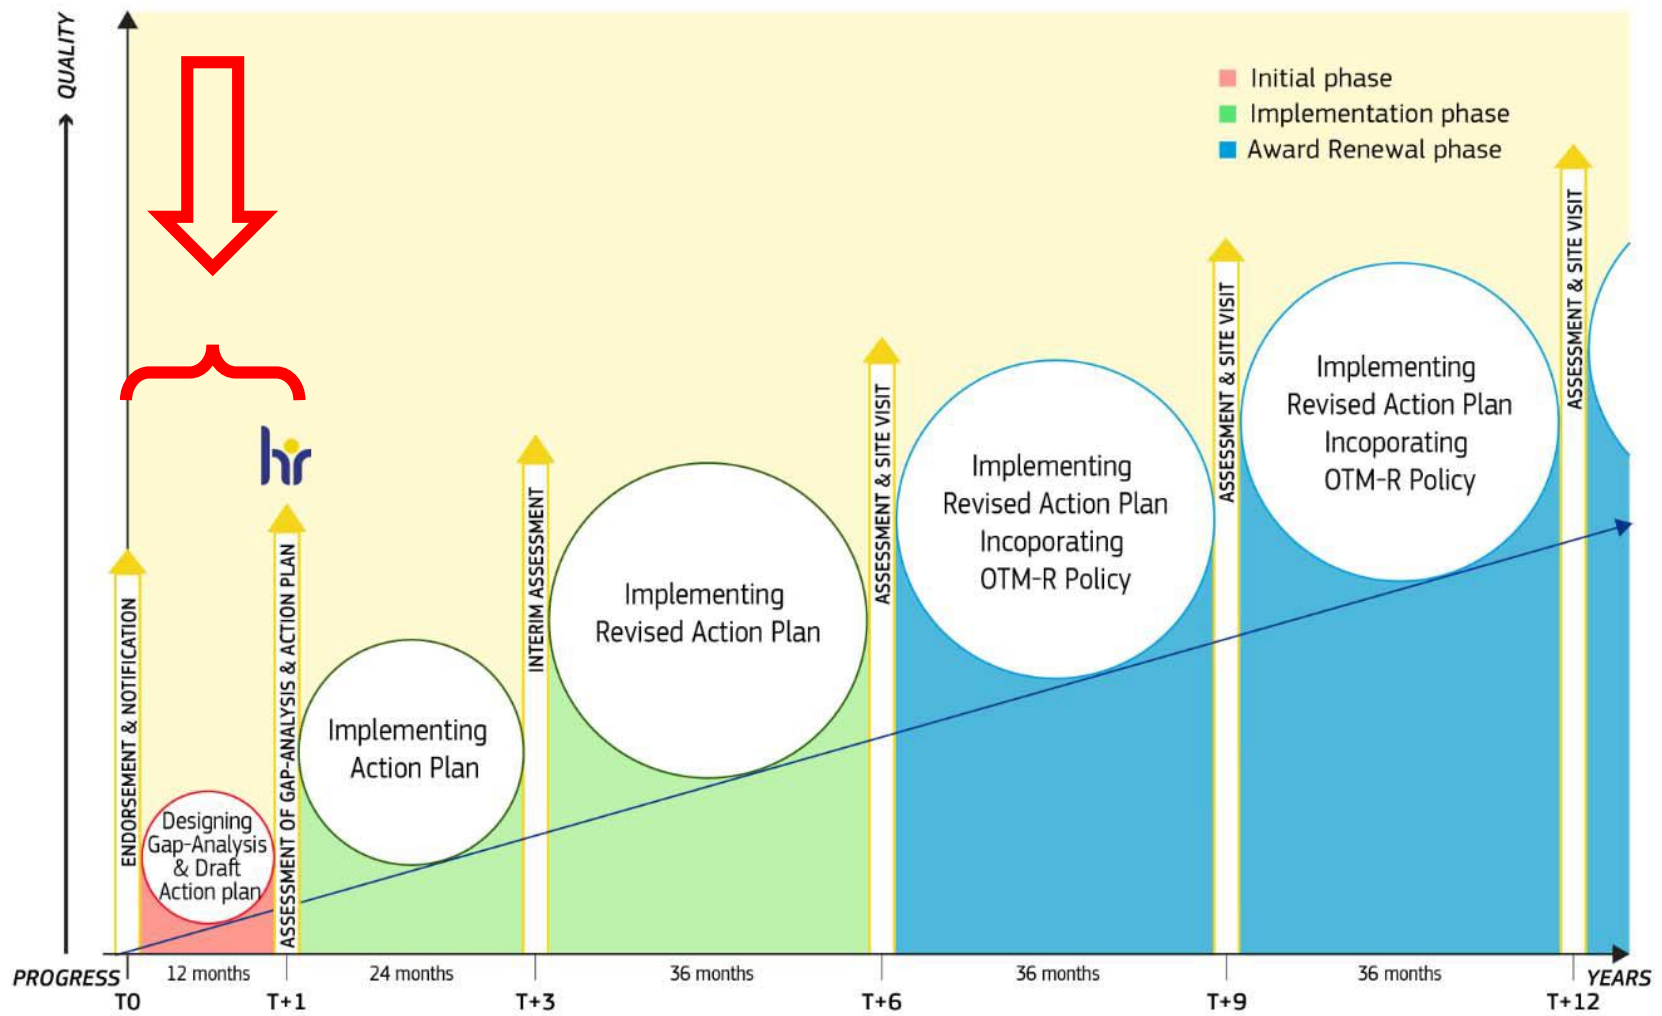 QUALITY
Initial phase
Implementation phase
Award Renewal phase
hr
ENDORSEMENT & NOTIFICATION
Designing
Gap-Analysis
& Draft
Action plan
ASSESSMENT OF GAP-ANALYSIS & ACTION PLAN
Implementing
Action Plan
INTERIM ASSESSMENT
Implementing
Revised Action Plan
ASSESSMENT & SITE VISIT
Implementing
Revised Action Plan
Incoporating
OTM-R Policy
ASSESSMENT & SITE VISIT
Implementing
Revised Action Plan
Incoporating
OTM-R Policy
ASSESSMENT & SITE VISIT
PROGRESS 12 months 24 months 36 months 36 months 36 months YEARS
T0 T+1 T+3 T+6 T+9 T+12